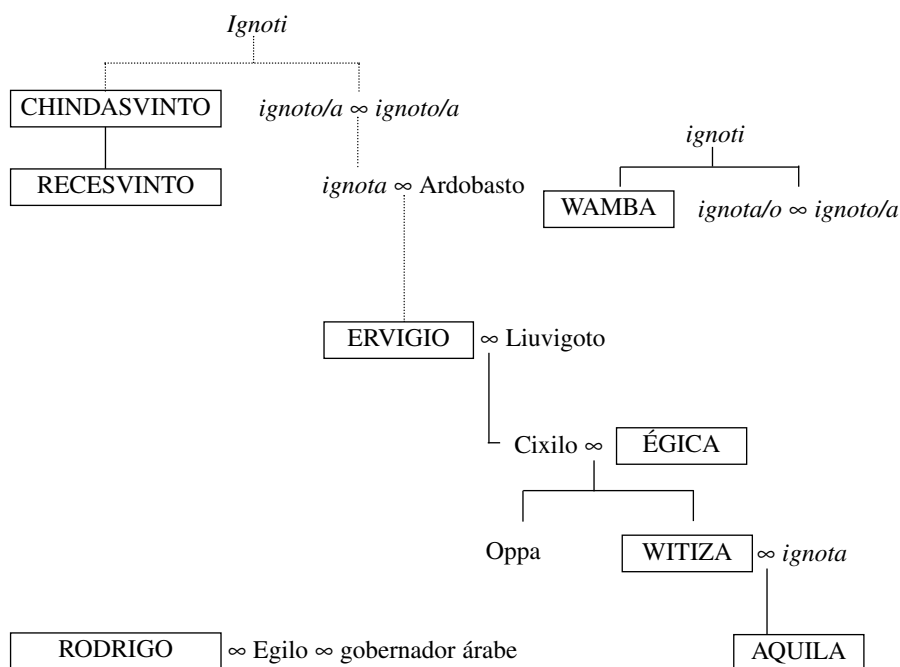 Ignoti
CHINDASVINTO
ignoto/a ∞ ignoto/a
ignoti
RECESVINTO
ignota ∞ Ardobasto
WAMBA
ignota/o ∞ ignoto/a
ERVIGIO ∞ Liuvigoto
Cixilo ∞ ÉGICA
Oppa
WITIZA ∞ ignota
RODRIGO ∞ Egilo ∞ gobernador árabe
AQUILA